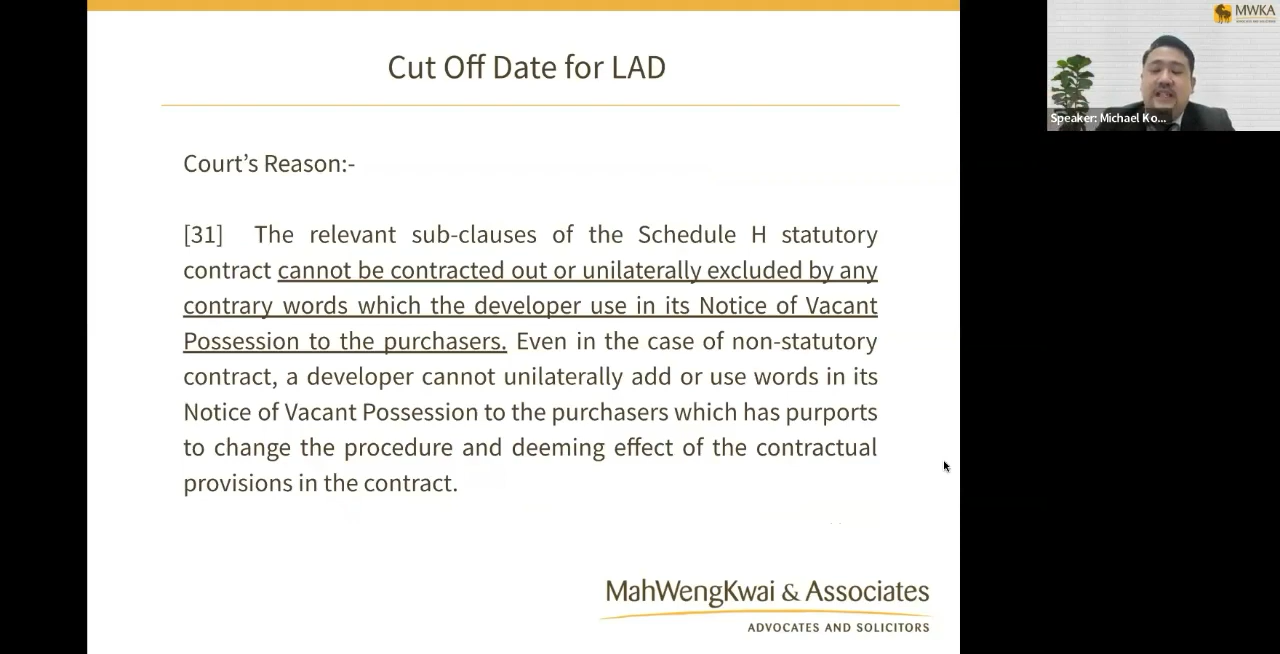 Cut Off Date for LAD
Court’s Reason:-
[31] The relevant sub-clauses of the Schedule H statutory
contract cannot be contracted out or unilaterally excluded by any
contrary words which the developer use in its Notice of Vacant
Possession to the purchasers. Even in the case of non-statutory
contract, a developer cannot unilaterally add or use words in its
Notice of Vacant Possession to the purchasers which has purports
to change the procedure and deeming effect of the contractual
provisions in the contract.
MahWengKwai & Associates
ADVOCATES AND SOLICITORS
MWKA
Speaker: Michael Ko...